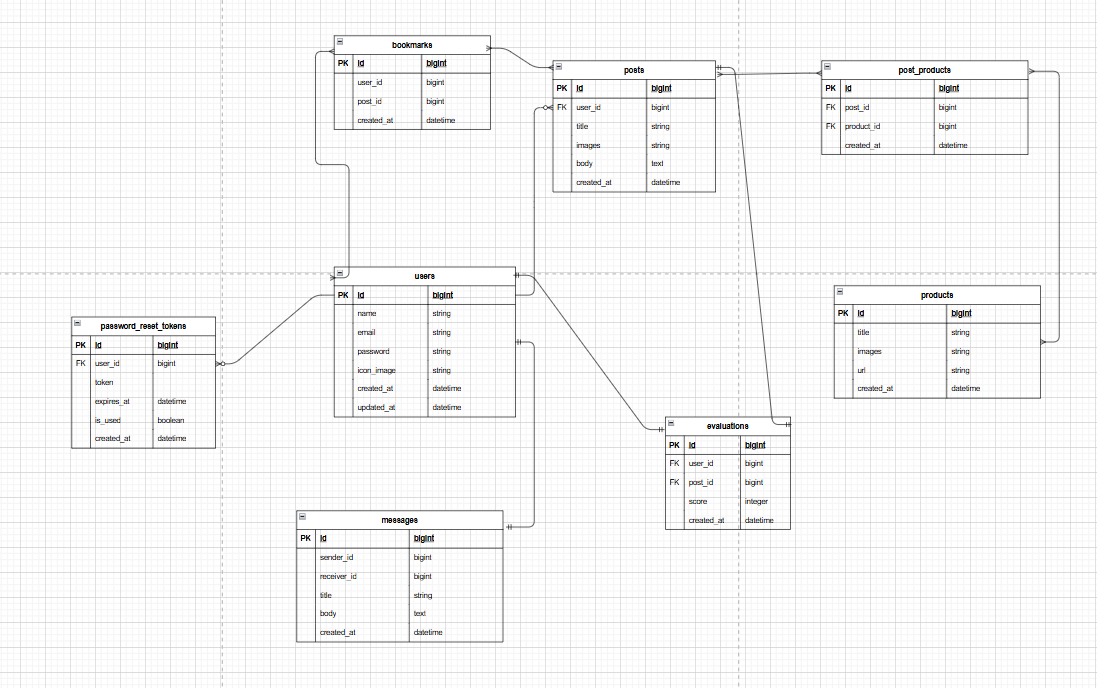 bookmarks
PK id bigint
user_id bigint
post_id bigint
created_at datetime
posts
PK id bigint
FK user_id bigint
title string
images string
body text
created_at datetime
post_products
PK id bigint
FK post_id bigint
FK product_id bigint
created_at datetime
users
PK id bigint
name string
email string
password string
icon_image string
created_at datetime
updated_at datetime
products
PK id bigint
title string
images string
url string
created_at datetime
password_reset_tokens
PK id bigint
FK user_id bigint
token
expires_at datetime
is_used boolean
created_at datetime
evaluations
PK id bigint
FK user_id bigint
FK post_id bigint
score integer
created_at datetime
messages
PK id bigint
sender_id bigint
receiver_id bigint
title string
body text
created_at datetime